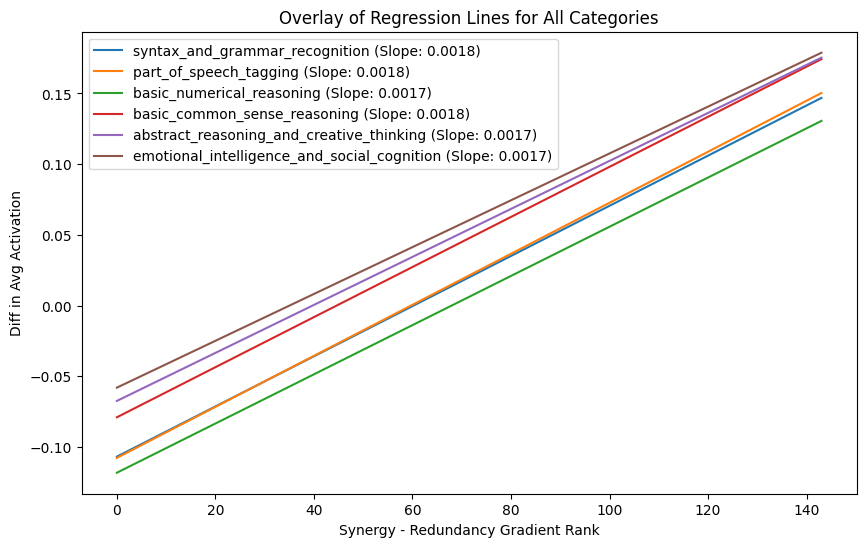 Overlay of Regression Lines for All Categories
syntax_and_grammar_recognition (Slope: 0.0018)
part_of_speech_tagging (Slope: 0.0018)
basic_numerical_reasoning (Slope: 0.0017)
basic_common_sense_reasoning (Slope: 0.0018)
abstract_reasoning_and_creative_thinking (Slope: 0.0017)
emotional_intelligence_and_social_cognition (Slope: 0.0017)
Diff in Avg Activation
0.15
0.10
0.05
0.00
−0.05
−0.10
0 20 40 60 80 100 120 140
Synergy - Redundancy Gradient Rank